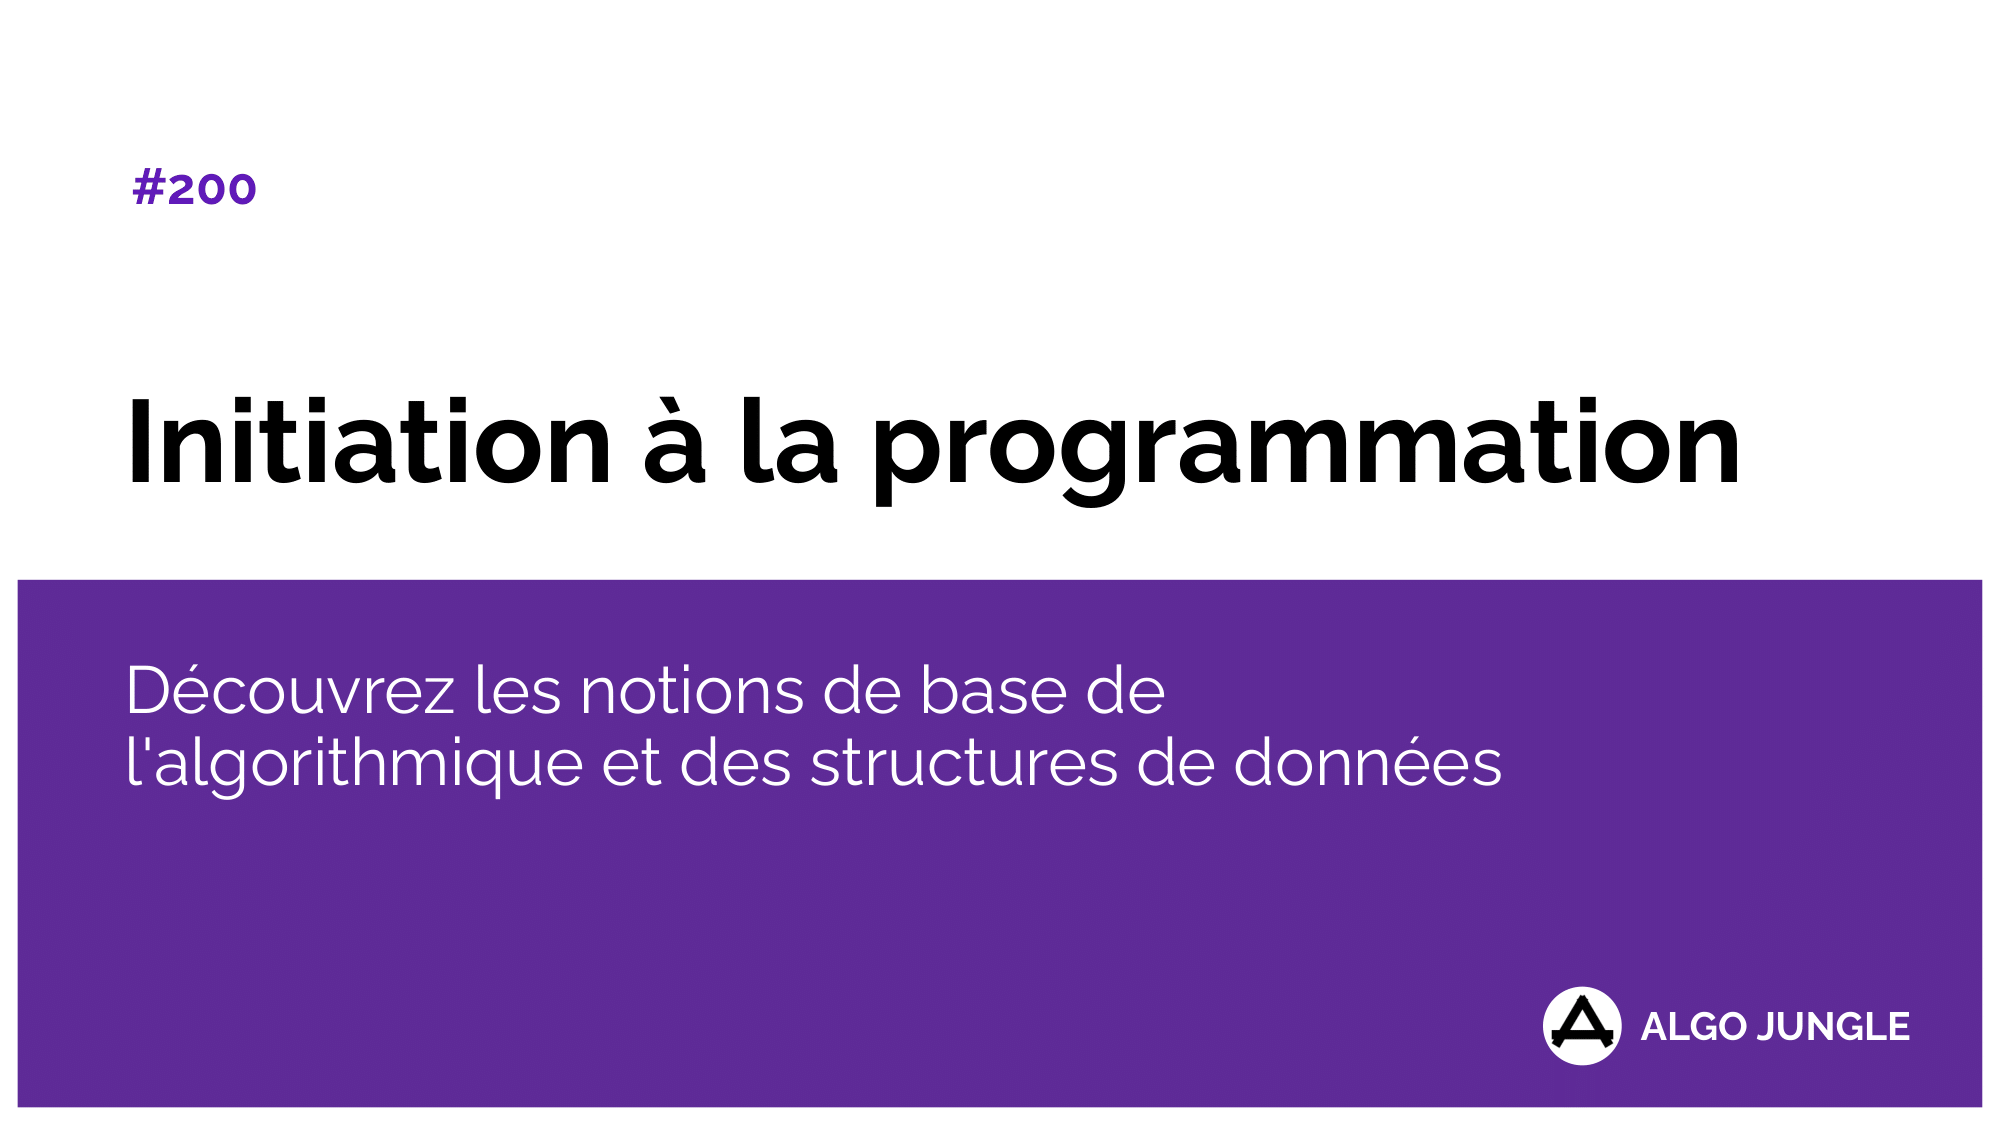 #200
Initiation à la programmation
Découvrez les notions de base de
l'algorithmique et des structures de données
ALGO JUNGLE